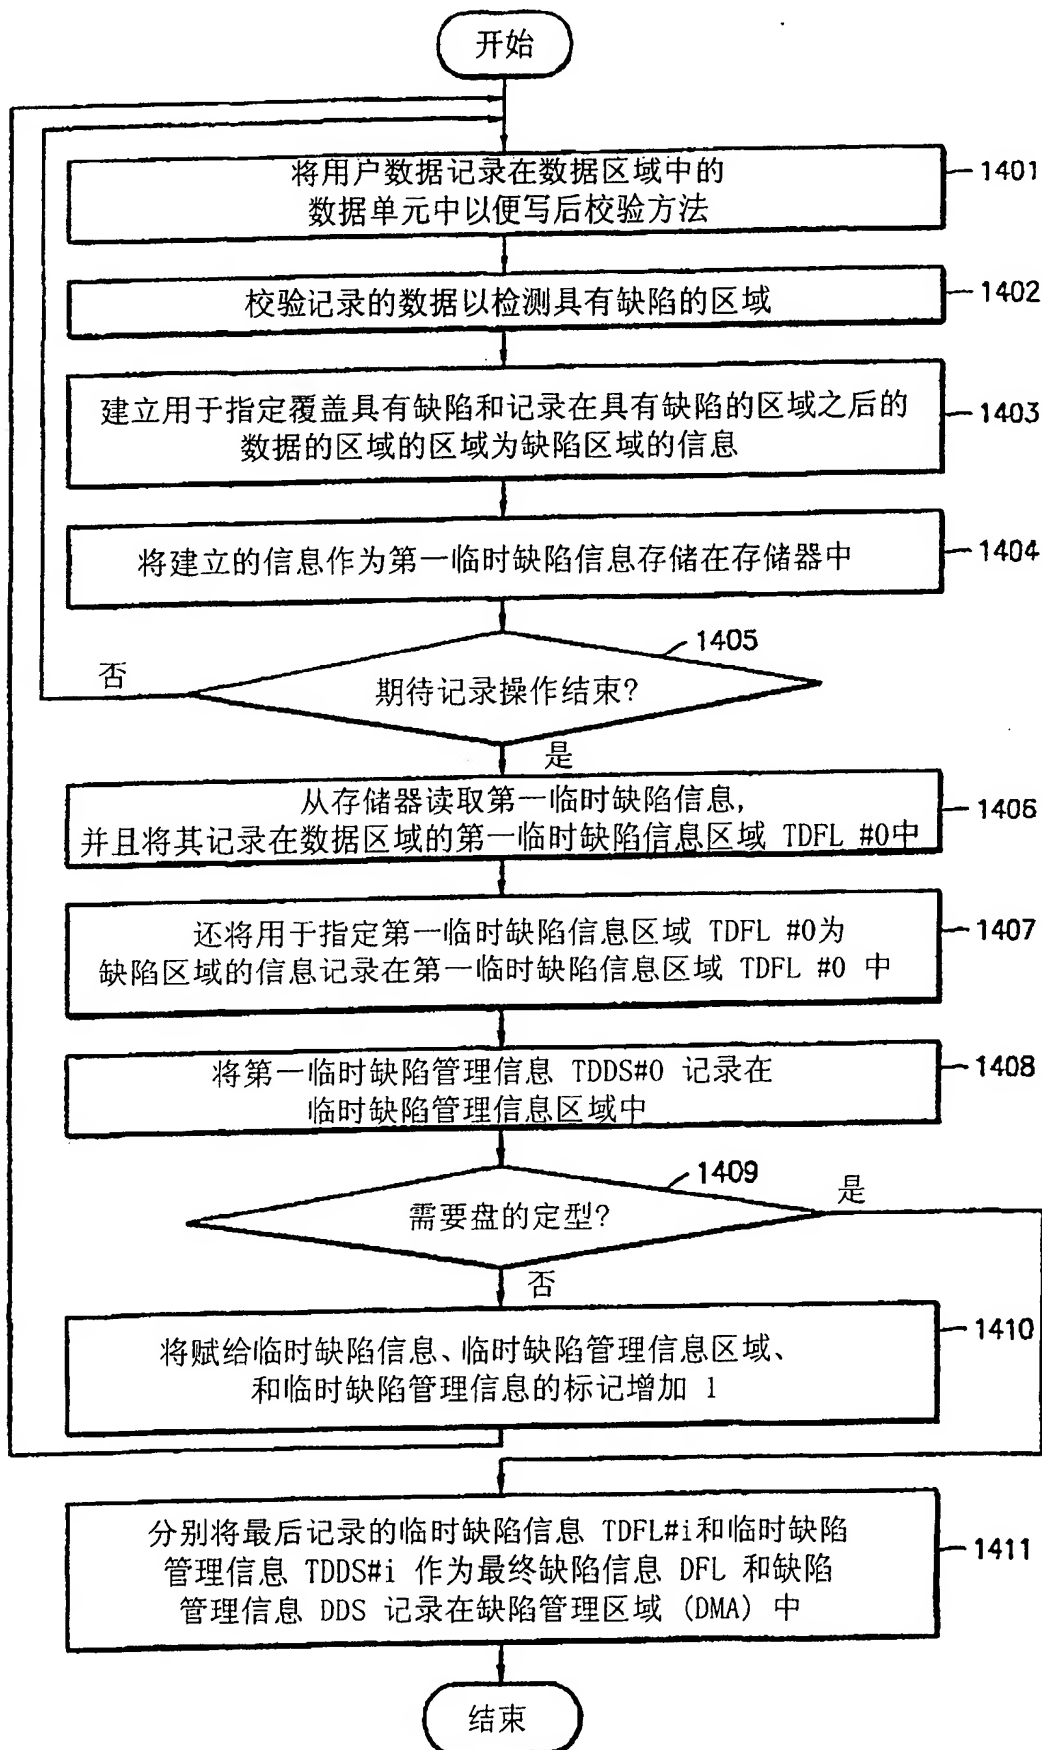 开始
将用户数据记录在数据区域中的
数据单元中以便写后校验方法
1401
校验记录的数据以检测具有缺陷的区域
1402
建立用于指定覆盖具有缺陷和记录在具有缺陷的区域之后的
数据的区域的区域为缺陷区域的信息
1403
将建立的信息作为第一临时缺陷信息存储在存储器中
1404
1405
否
期待记录操作结束?
是
从存储器读取第一临时缺陷信息,
并且将其记录在数据区域的第一临时缺陷信息区域 TDFL #0中
1406
还将用于指定第一临时缺陷信息区域 TDFL #0为
缺陷区域的信息记录在第一临时缺陷信息区域 TDFL #0 中
1407
将第一临时缺陷管理信息 TDDS#0 记录在
临时缺陷管理信息区域中
1408
1409
是
需要盘的定型?
否
将赋给临时缺陷信息、临时缺陷管理信息区域、
和临时缺陷管理信息的标记增加 1
1410
分别将最后记录的临时缺陷信息 TDFL#i和临时缺陷
管理信息 TDDS#i 作为最终缺陷信息 DFL 和缺陷
管理信息 DDS 记录在缺陷管理区域 (DMA) 中
1411
结束